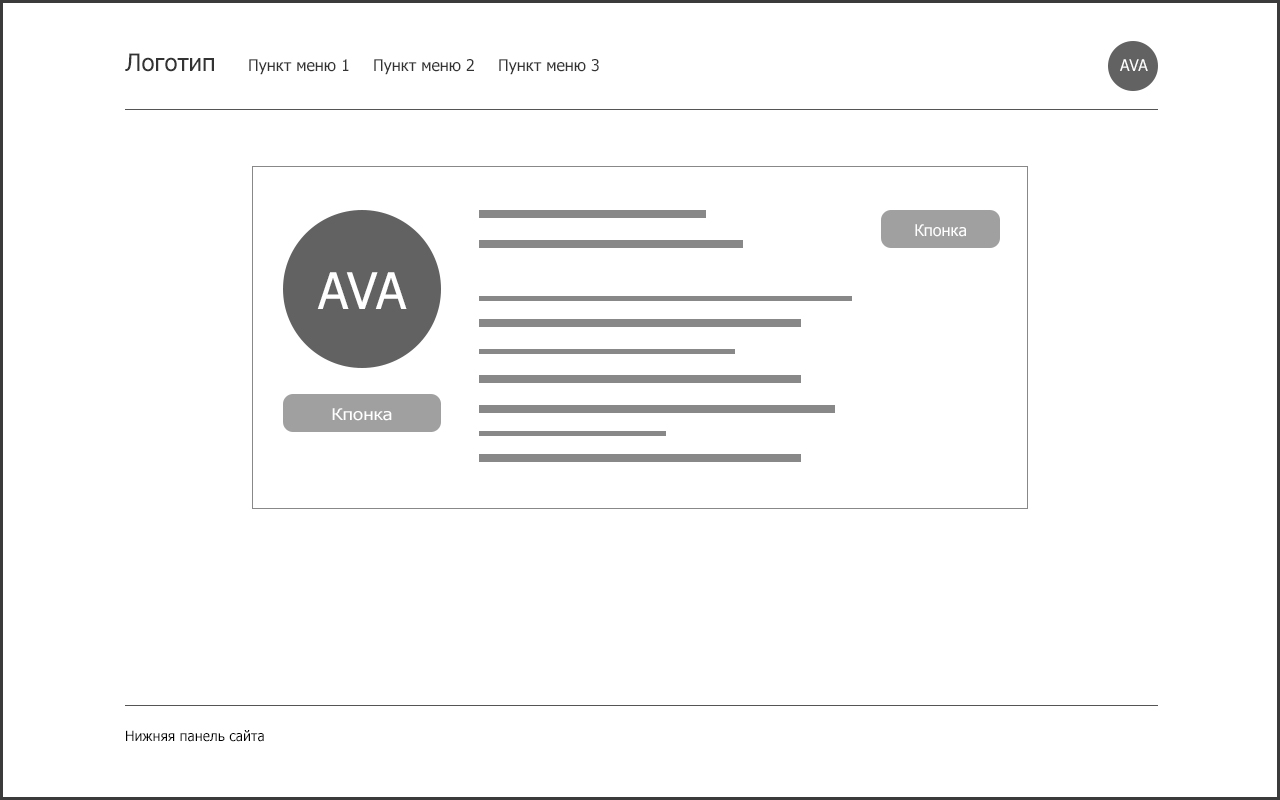 Логотип Пункт меню 1 Пункт меню 2 Пункт меню 3 AVA
AVA
Кпонка
Кпонка
Нижняя панель сайта